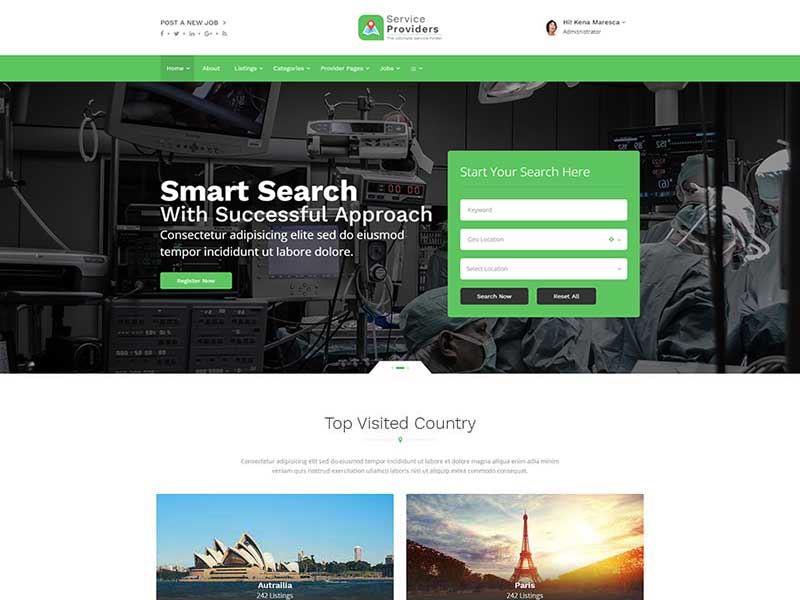 POST A NEW JOB
Service
Providers
The Ultimate Service Finder
Hi! Kena Maresca
Administrator
Home
About
Listings
Categories
Provider Pages
Jobs
Smart Search
With Successful Approach
Consectetur adipisicing elite sed do eiusmod
tempor incididunt ut labore dolore.
Register Now
Start Your Search Here
Keyword
Geo Location
Select Location
Search Now
Reset All
Top Visited Country
Consectetur adipisicing elit sed do eiusmod tempor incididunt ut labore et dolore magna aliqua enim adia minim
veniam quis nostrud exercitation ullamco laboris nisi ut aliquip extea commodo consequat.
Autrailia
242 Listings
Paris
242 Listings